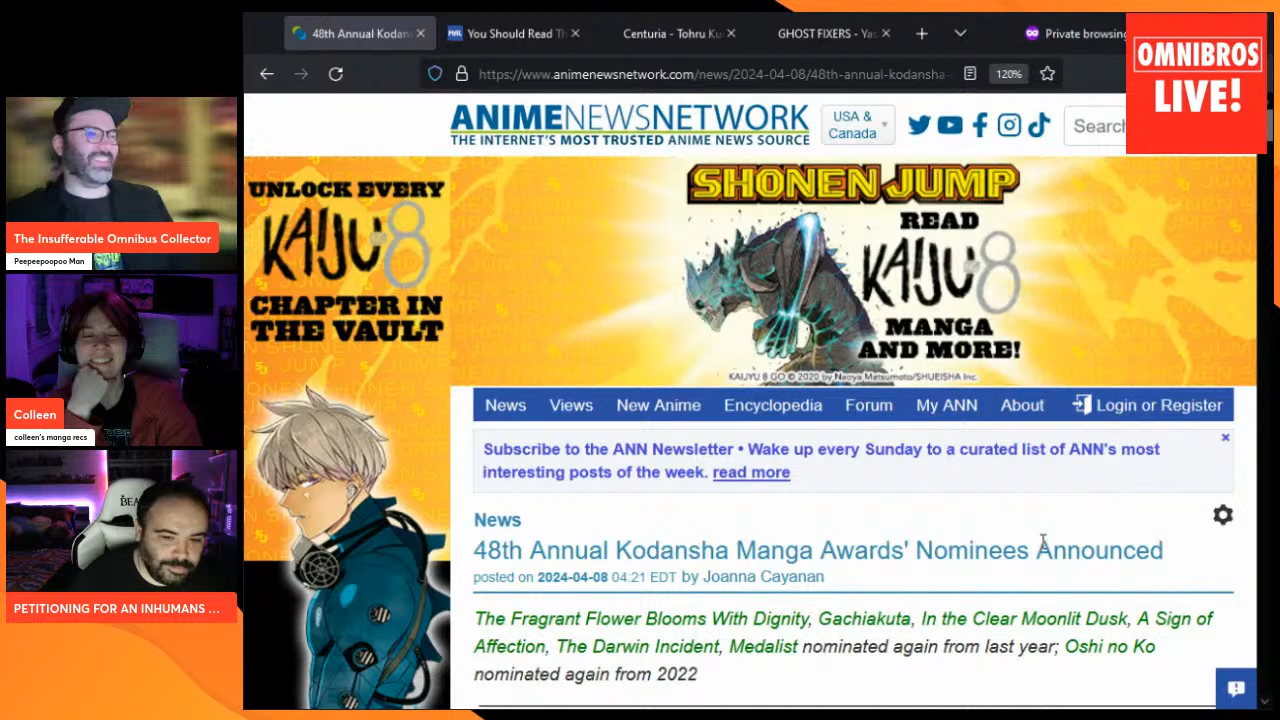 48th Annual Kodan
You Should Read Th
Centuria - Tohru Ku
GHOST FIXERS - Yas
Private browsing
https://www.animenewsnetwork.com/news/2024-04-08/48th-annual-kodansha-
120%
OMNIBROS
LIVE!
ANIMENEWSNETWORK
THE INTERNET'S MOST TRUSTED ANIME NEWS SOURCE
USA &
Canada
Search
UNLOCK EVERY
KAIJU 8
CHAPTER IN
THE VAULT
SHONEN JUMP
READ
KAIJU 8
MANGA
AND MORE!
KAIJYU 8 GO © 2020 by Naoya Matsumoto/SHUEISHA Inc.
The Insufferable Omnibus Collector
Peepeepoopoo Man
Colleen
colleen's manga recs
PETITIONING FOR AN INHUMANS ...
News Views New Anime Encyclopedia Forum My ANN About Login or Register
Subscribe to the ANN Newsletter • Wake up every Sunday to a curated list of ANN's most
interesting posts of the week. read more
News
48th Annual Kodansha Manga Awards' Nominees Announced
posted on 2024-04-08 04:21 EDT by Joanna Cayanan
The Fragrant Flower Blooms With Dignity, Gachiakuta, In the Clear Moonlit Dusk, A Sign of
Affection, The Darwin Incident, Medalist nominated again from last year; Oshi no Ko
nominated again from 2022